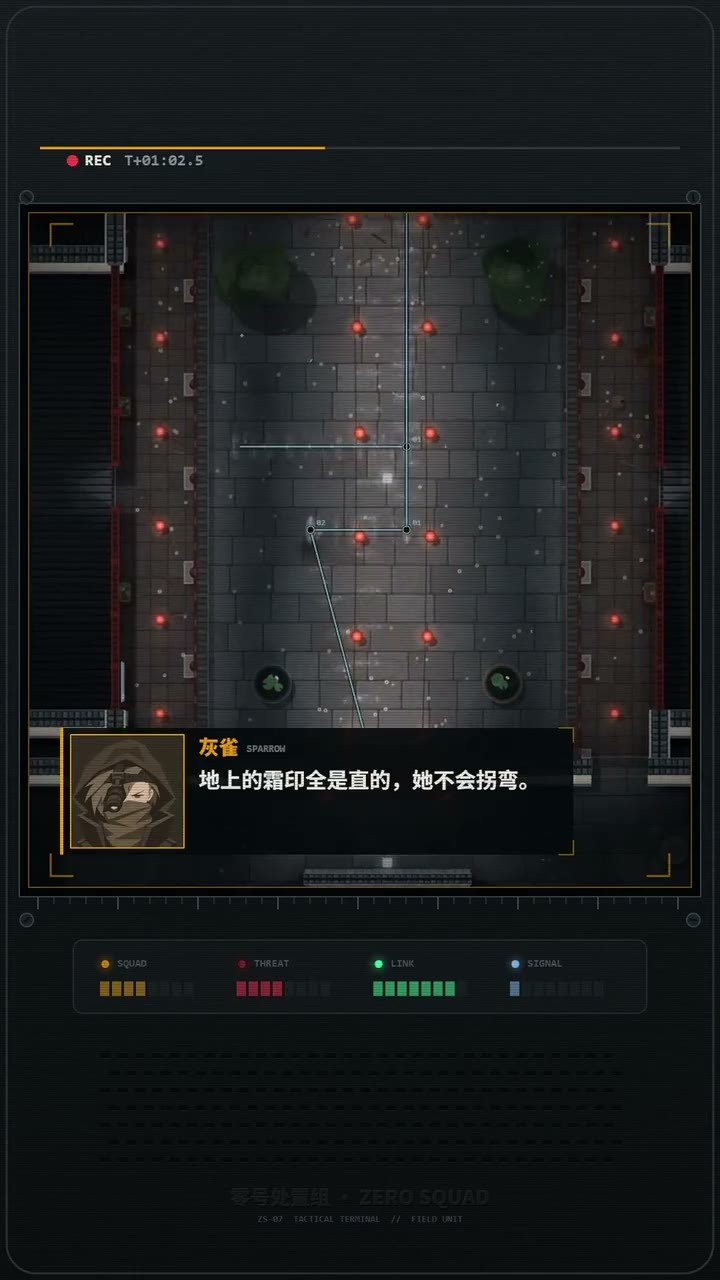 REC T+01:02.5
01
02 01
灰雀 SPARROW
地上的霜印全是直的，她不会拐弯。
SQUAD THREAT LINK SIGNAL
零号处置组 · ZERO SQUAD
ZS-07 TACTICAL TERMINAL // FIELD UNIT